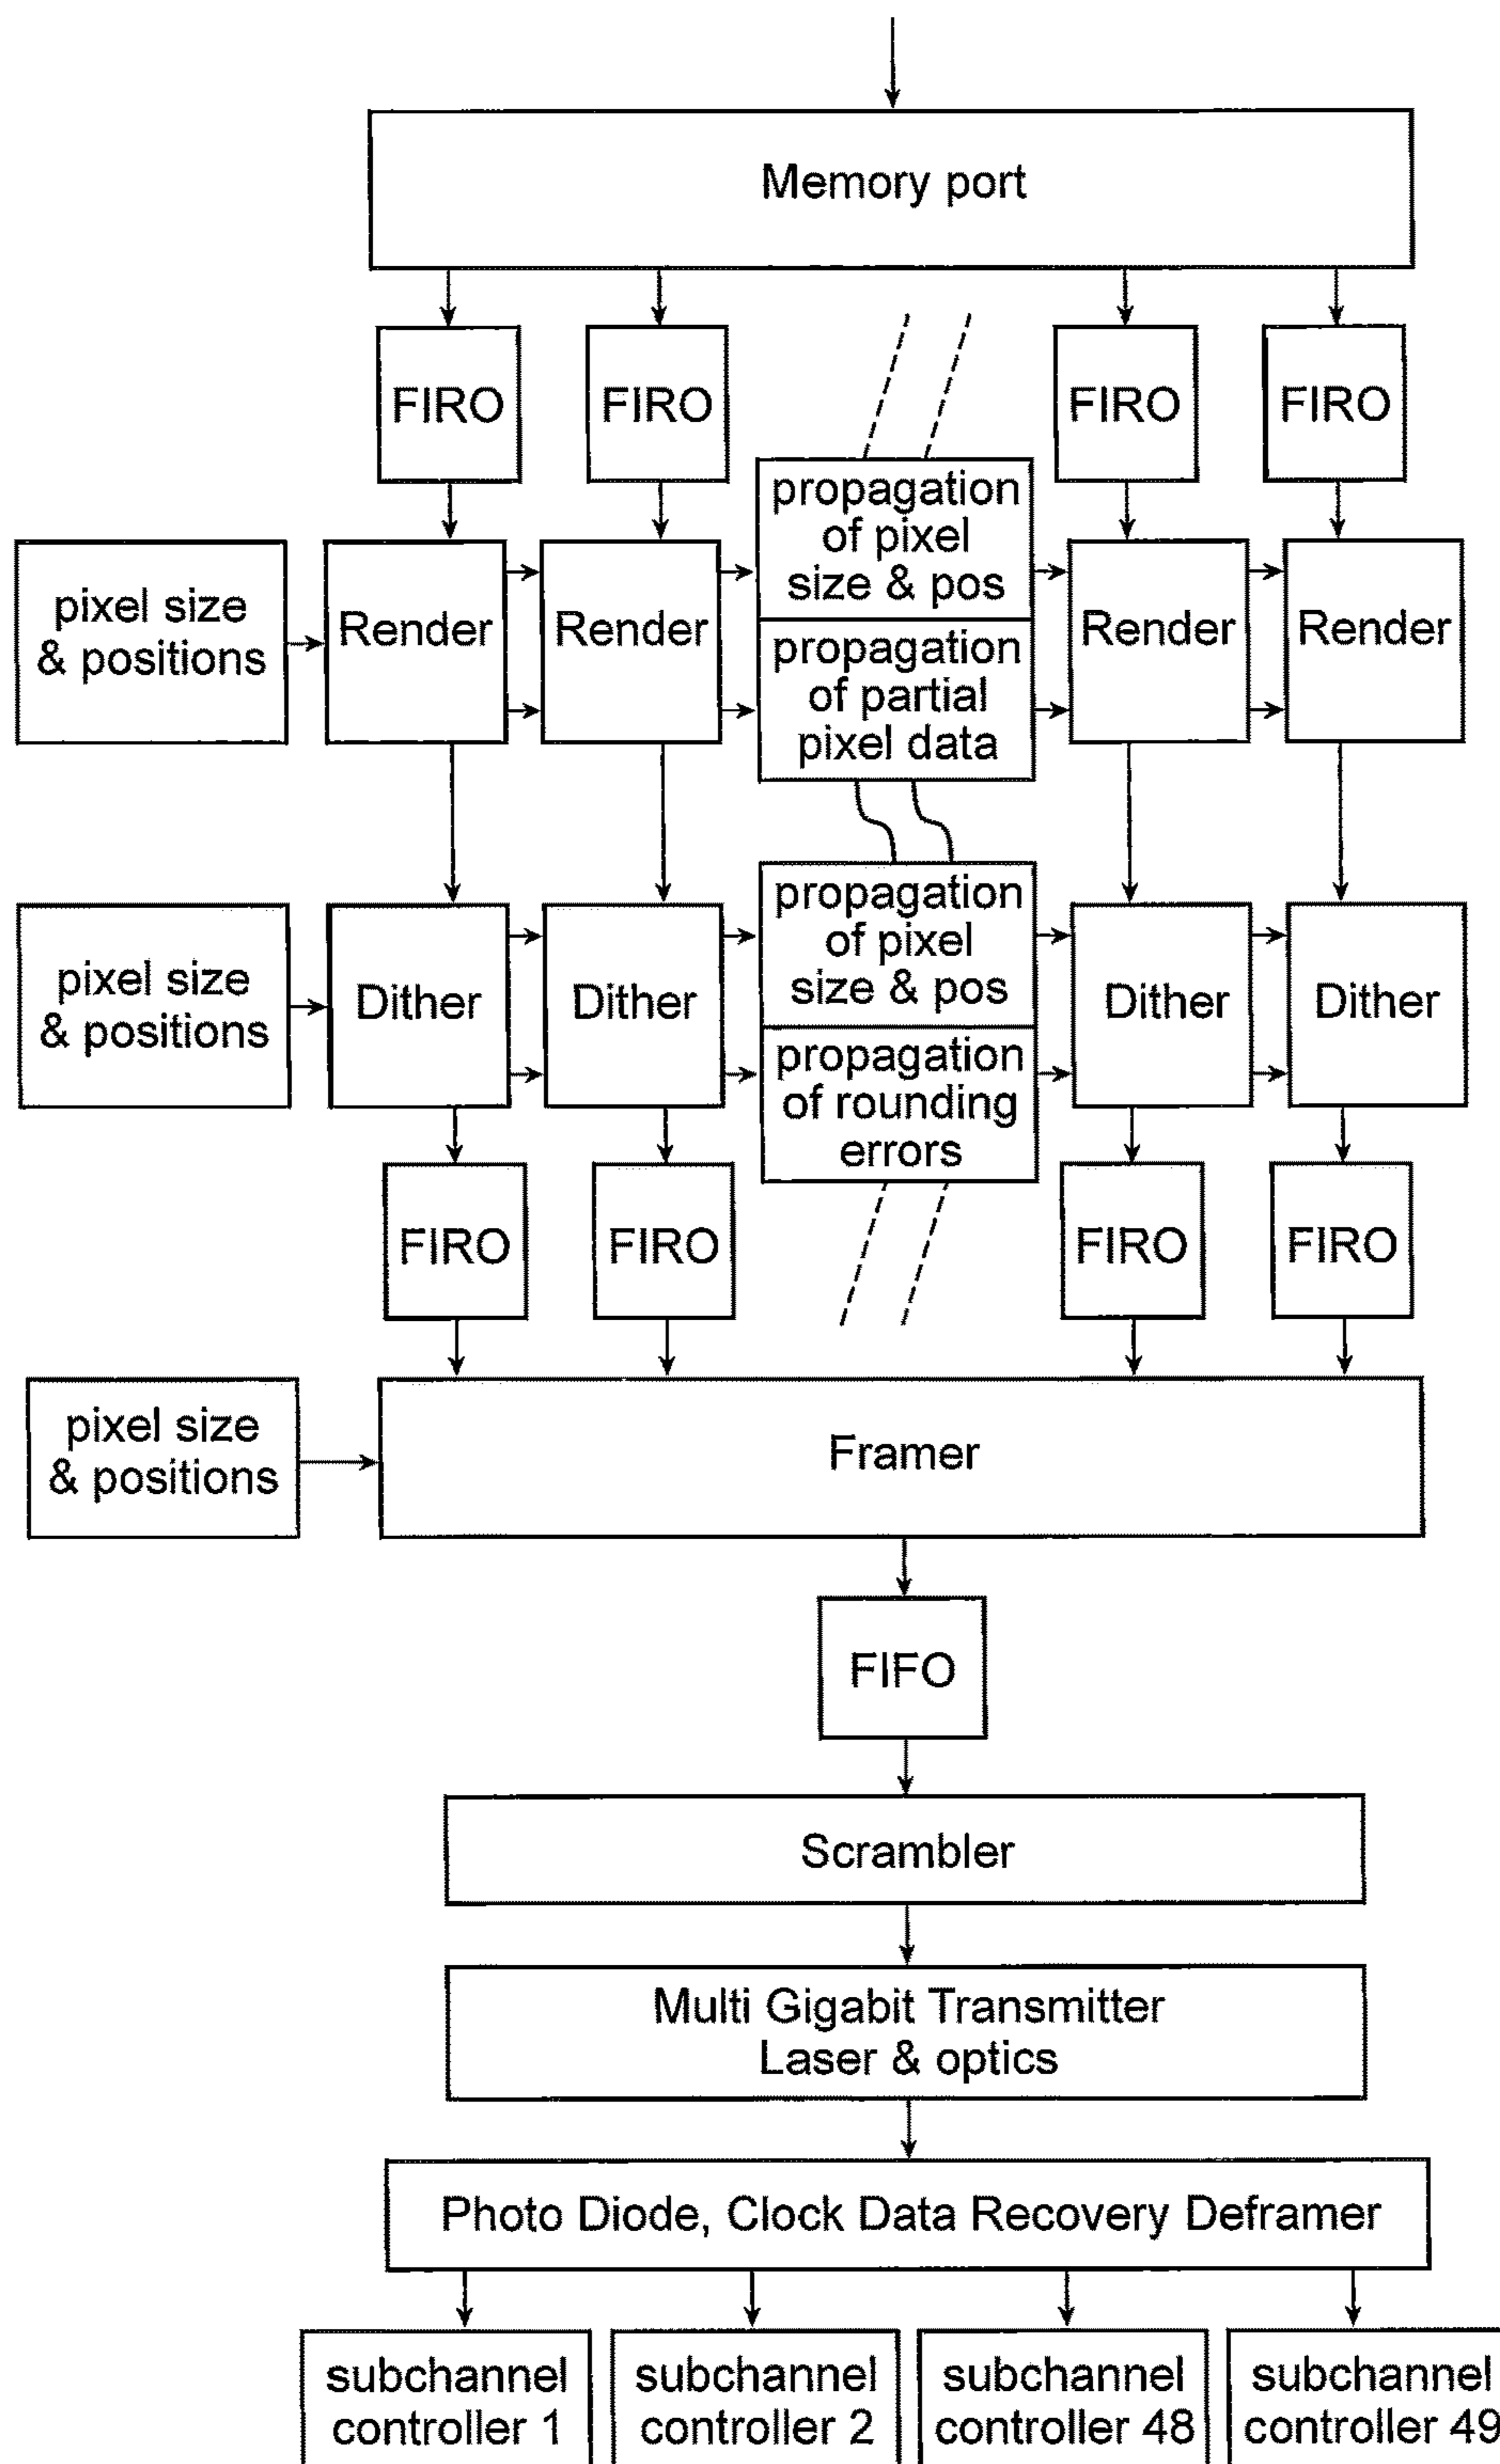 Memory port
FIRO
FIRO
FIRO
FIRO
propagation
of pixel
size & pos
pixel size
& positions
Render
Render
Render
Render
propagation
of partial
pixel data
propagation
of pixel
size & pos
pixel size
& positions
Dither
Dither
Dither
Dither
propagation
of rounding
errors
FIRO
FIRO
FIRO
FIRO
pixel size
& positions
Framer
FIFO
Scrambler
Multi Gigabit Transmitter
Laser & optics
Photo Diode, Clock Data Recovery Deframer
subchannel
controller 1
subchannel
controller 2
subchannel
controller 48
subchannel
controller 49